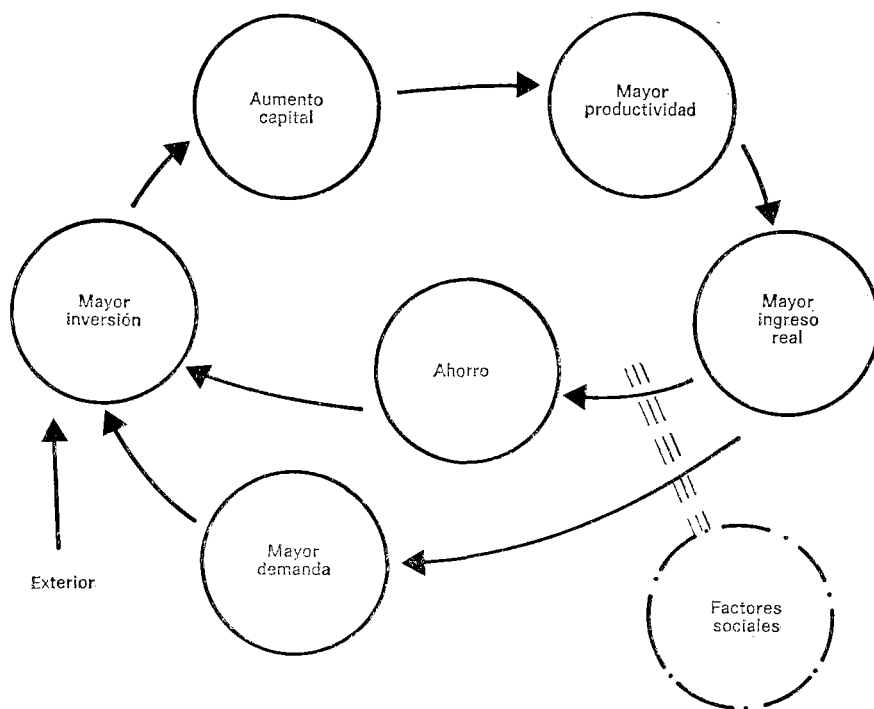 Aumento
capital
Mayor
productividad
Mayor
inversión
Ahorro
Mayor
ingreso
real
Mayor
demanda
Exterior
Factores
sociales